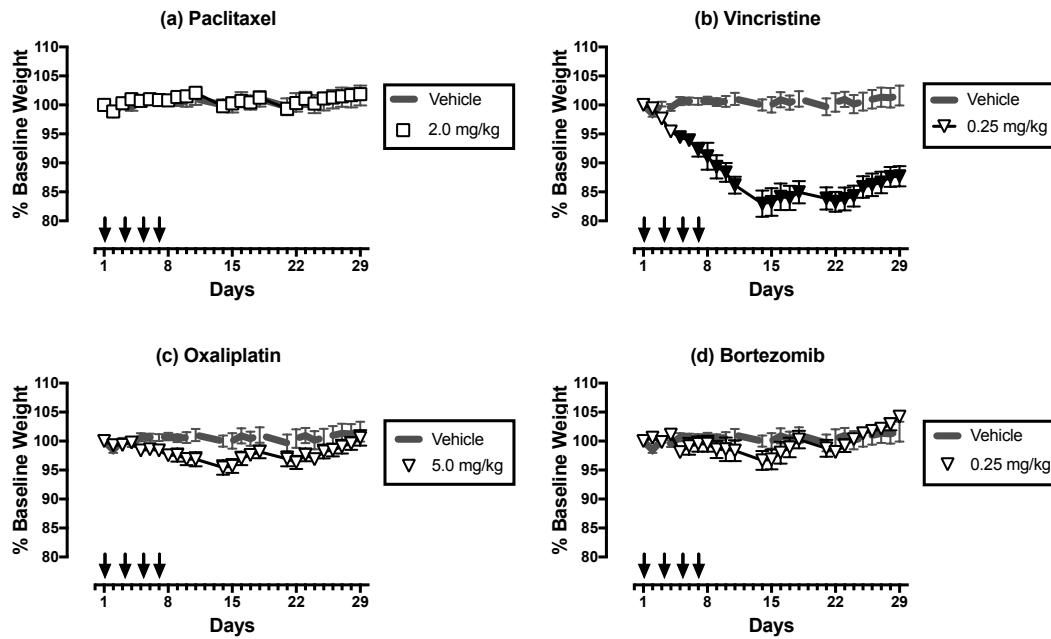 (a) Paclitaxel
% Baseline Weight
110
105
100
95
90
85
80
1 8 15 22 29
Days
Vehicle
2.0 mg/kg
(b) Vincristine
% Baseline Weight
110
105
100
95
90
85
80
1 8 15 22 29
Days
Vehicle
0.25 mg/kg
(c) Oxaliplatin
% Baseline Weight
110
105
100
95
90
85
80
1 8 15 22 29
Days
Vehicle
5.0 mg/kg
(d) Bortezomib
% Baseline Weight
110
105
100
95
90
85
80
1 8 15 22 29
Days
Vehicle
0.25 mg/kg